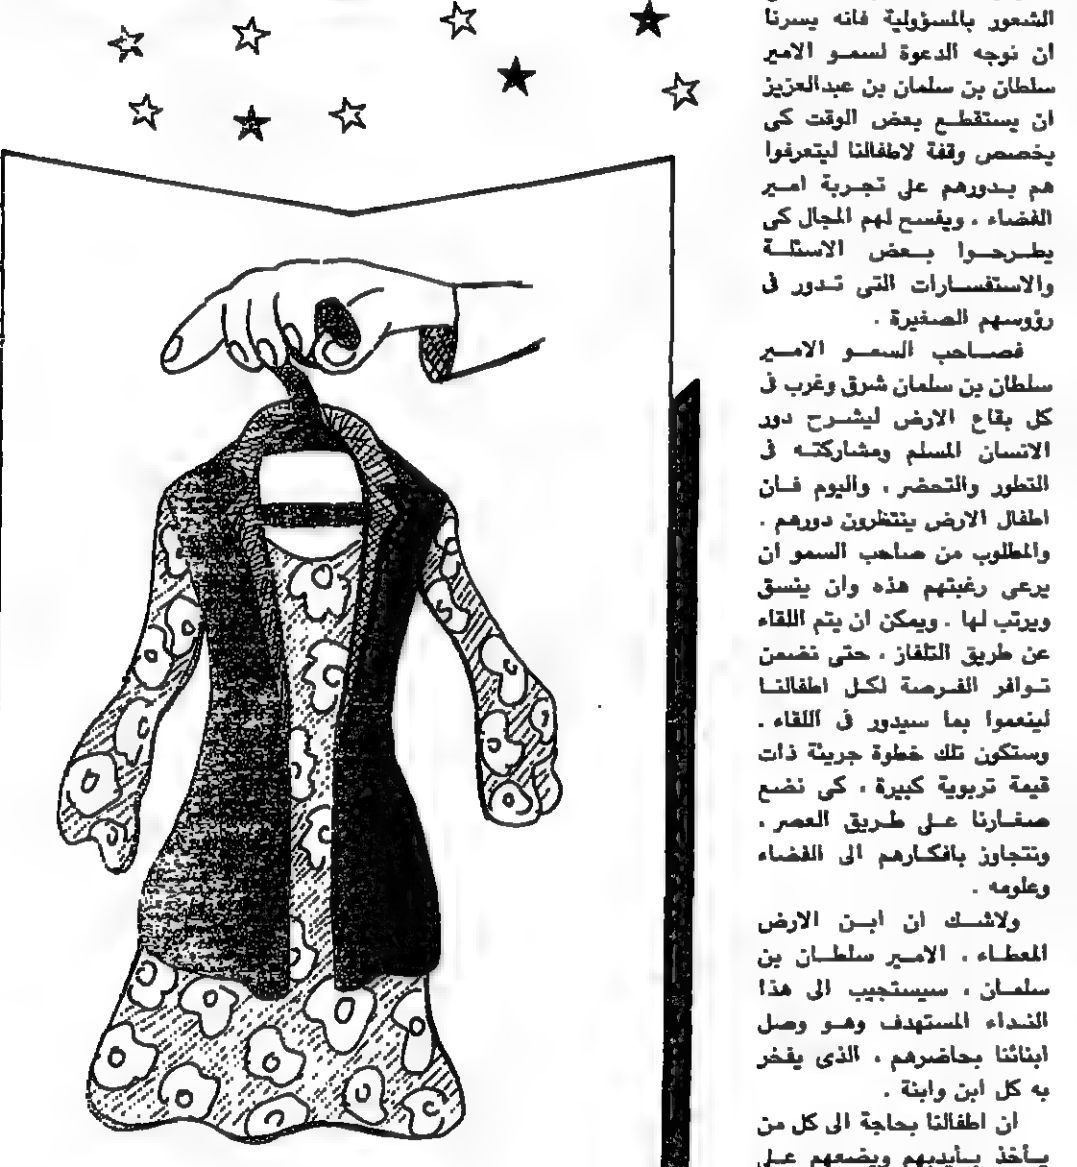 الشعور بالمسؤولية فانه يسرنا
ان نوجه الدعوة لسمو الامير
سلطان بن سلمان بن عبدالعزيز
ان يستقطع بعض الوقت كى
يخصص وقفة لاطفالنا ليتعرفوا
هم بدورهم على تجربة امير
الفضاء . ويفسح لهم المجال كى
يطرحوا بعض الاسئلة
والاستفسارات التى تدور فى
رؤوسهم الصغيرة .
فصاحب السمو الامير
سلطان بن سلمان شرق وغرب فى
كل بقاع الارض ليشرح دور
الانسان المسلم ومشاركته فى
التطور والتحضر ، واليوم فان
اطفال الارض ينتظرون دورهم .
والمطلوب من صاحب السمو ان
يرعى رغبتهم هذه وان ينسق
ويرتب لها . ويمكن ان يتم اللقاء
عن طريق التلفاز ، حتى نضمن
توافر الفرصة لكل اطفالنا
لينعموا بما سيدور فى اللقاء .
وستكون تلك خطوة جريئة ذات
قيمة تربوية كبيرة ، كى نضع
صغارنا على طريق العصر ،
ونتجاوز بافكارهم الى الفضاء
وعلومه .
ولاشك ان ابن الارض
المعطاء ، الامير سلطان بن
سلمان ، سيستجيب الى هذا
النداء المستهدف وهو وصل
ابنائنا بحاضرهم ، الذى يفخر
به كل ابن وابنة .
ان اطفالنا بحاجة الى كل من
يأخذ بأيديهم ويضعهم على